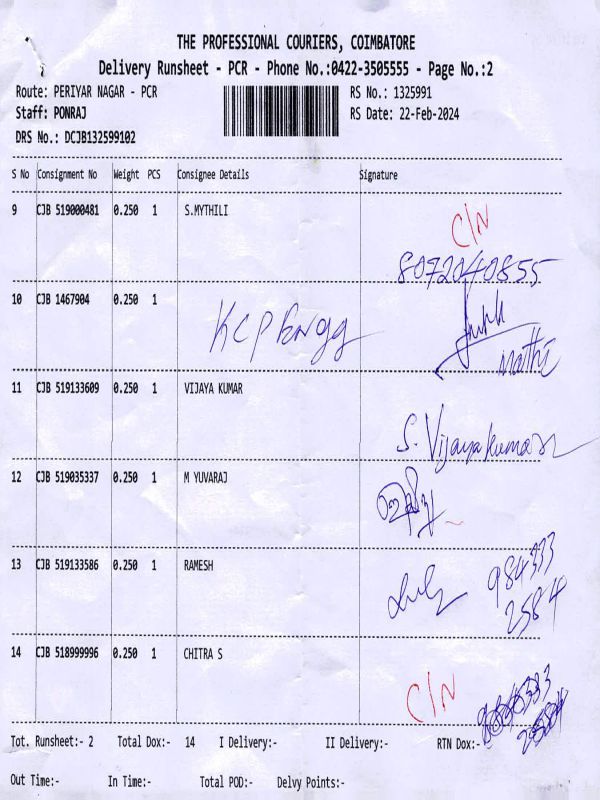 THE PROFESSIONAL COURIERS, COIMBATORE
Delivery Runsheet - PCR - Phone No.:0422-3505555 - Page No.:2
Route: PERIYAR NAGAR - PCR RS No.: 1325991
Staff: PONRAJ RS Date: 22-Feb-2024
DRS No.: DCJB132599102
S No Consignment No Weight PCS Consignee Details Signature
9 CJB 519000481 0.250 1 S.MYTHILI
C/N
8072040855
10 CJB 1467904 0.250 1
KCP Engg
Mathi
11 CJB 519133609 0.250 1 VIJAYA KUMAR
S. Vijayakumar
12 CJB 519035337 0.250 1 M YUVARAJ
13 CJB 519133586 0.250 1 RAMESH
984333
2584
14 CJB 518999996 0.250 1 CHITRA S
C/N
Tot. Runsheet:- 2 Total Dox:- 14 I Delivery:- II Delivery:- RTN Dox:-
Out Time:- In Time:- Total POD:- Delvy Points:-